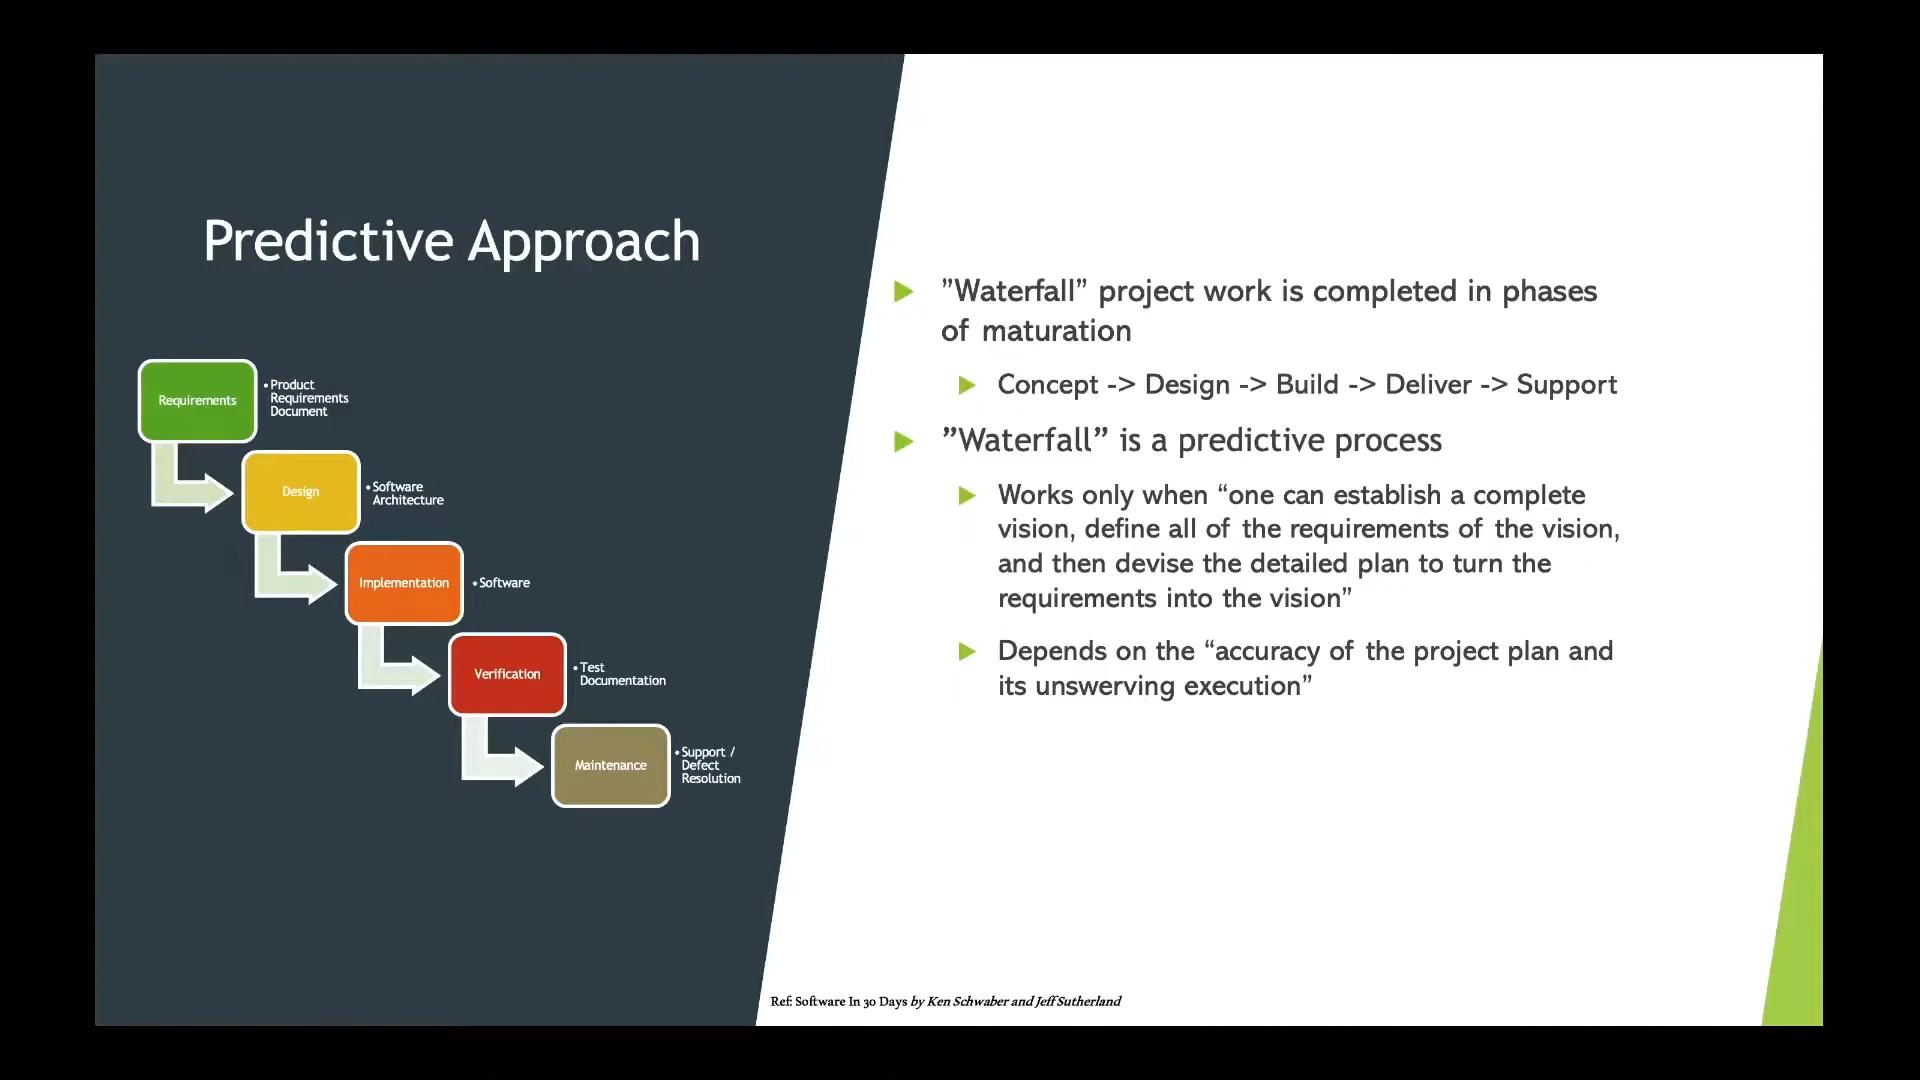 Predictive Approach
Requirements
•Product
Requirements
Document
Design
•Software
Architecture
Implementation
•Software
Verification
•Test
Documentation
Maintenance
•Support /
Defect
Resolution
”Waterfall” project work is completed in phases
of maturation
Concept -> Design -> Build -> Deliver -> Support
”Waterfall” is a predictive process
Works only when “one can establish a complete
vision, define all of the requirements of the vision,
and then devise the detailed plan to turn the
requirements into the vision”
Depends on the “accuracy of the project plan and
its unswerving execution”
Ref: Software In 30 Days by Ken Schwaber and Jeff Sutherland